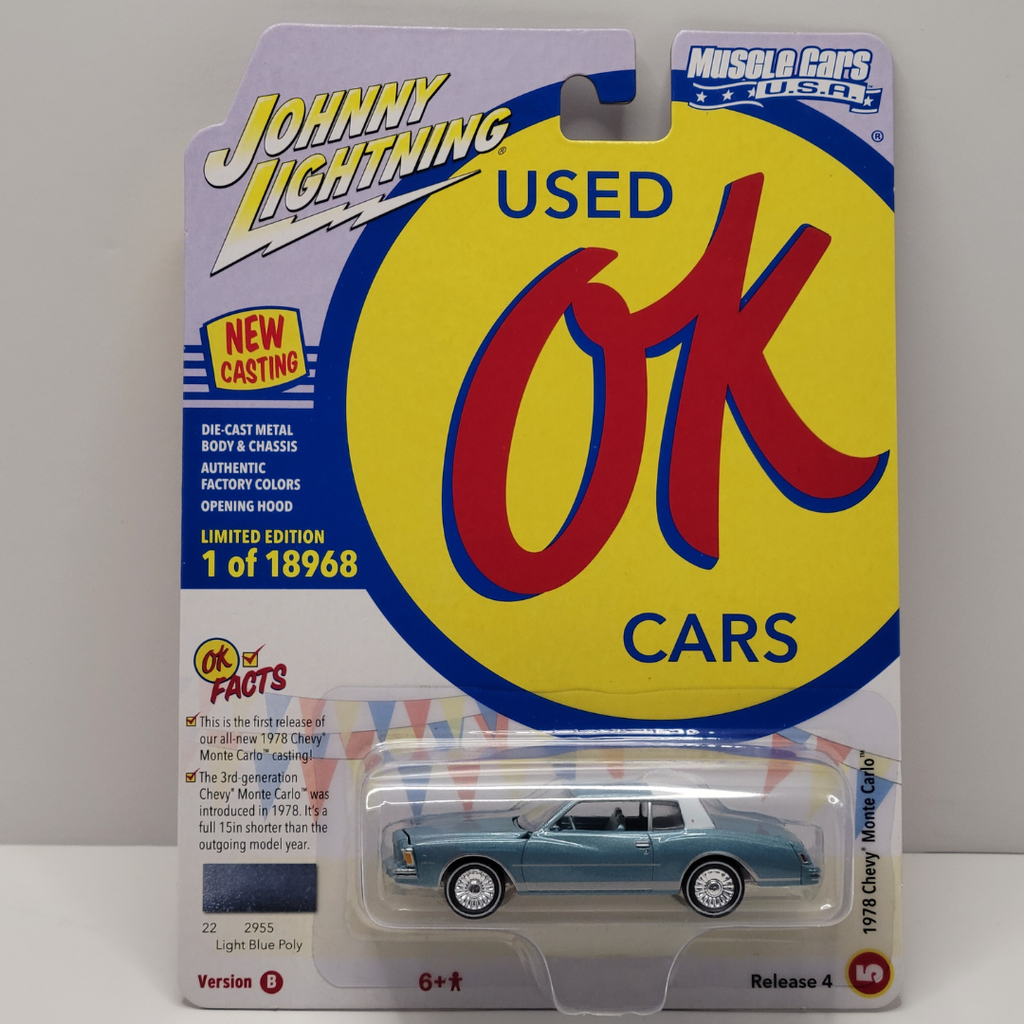 JOHNNY
LIGHTNING®
Muscle Cars
U.S.A.
®
USED
OK
CARS
NEW
CASTING
DIE-CAST METAL
BODY & CHASSIS
AUTHENTIC
FACTORY COLORS
OPENING HOOD
LIMITED EDITION
1 of 18968
OK
FACTS
This is the first release of
our all-new 1978 Chevy®
Monte Carlo™ casting!
The 3rd-generation
Chevy® Monte Carlo™ was
introduced in 1978. It's a
full 15in shorter than the
outgoing model year.
22 2955
Light Blue Poly
1978 Chevy® Monte Carlo™
Version B
6+
Release 4
5